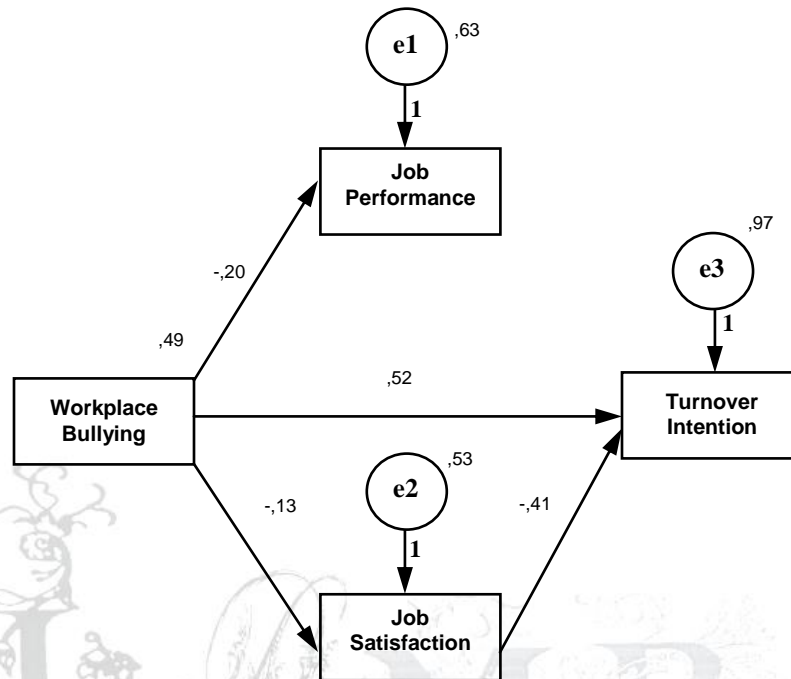 e1
,63
1
Job
Performance
,97
e3
-,20
1
,49
,52
Workplace
Bullying
Turnover
Intention
e2
,53
-,13
-,41
1
Job
Satisfaction